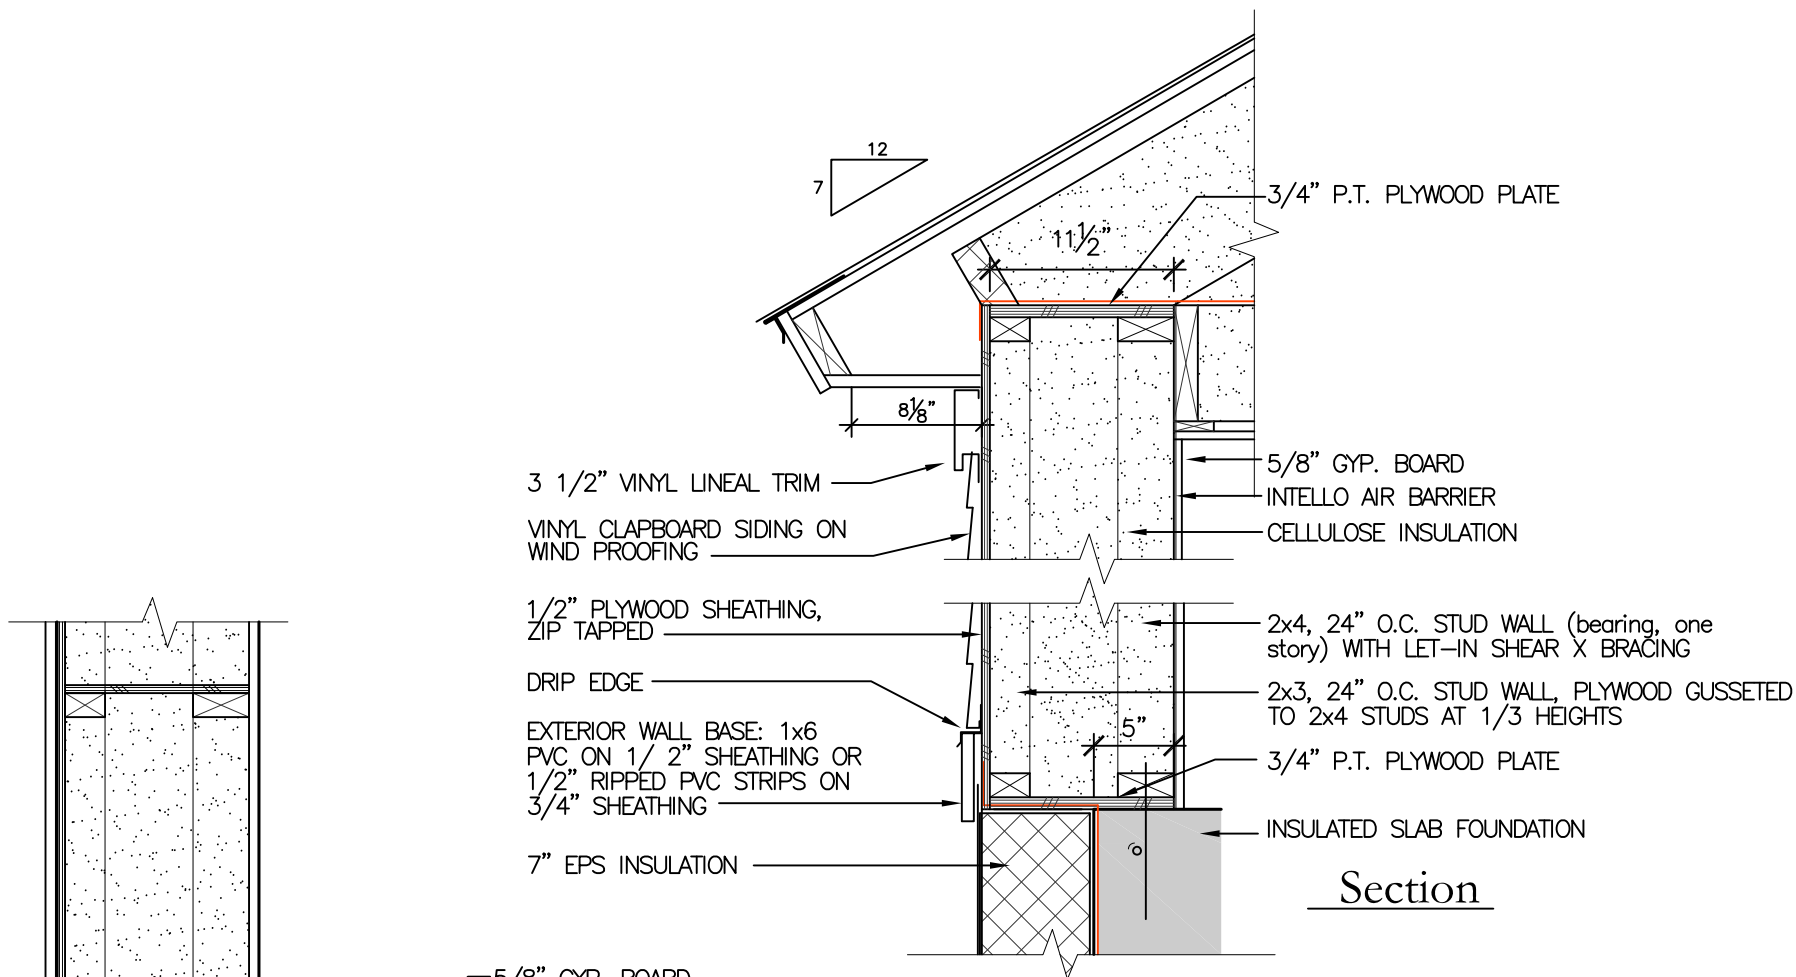 12
7
3/4” P.T. PLYWOOD PLATE
11 1/2”
8 1/8”
3 1/2” VINYL LINEAL TRIM
VINYL CLAPBOARD SIDING ON
WIND PROOFING
1/2” PLYWOOD SHEATHING,
ZIP TAPPED
DRIP EDGE
EXTERIOR WALL BASE: 1x6
PVC ON 1/ 2” SHEATHING OR
1/2” RIPPED PVC STRIPS ON
3/4” SHEATHING
7” EPS INSULATION
5/8” GYP. BOARD
INTELLO AIR BARRIER
CELLULOSE INSULATION
2x4, 24” O.C. STUD WALL (bearing, one
story) WITH LET-IN SHEAR X BRACING
2x3, 24” O.C. STUD WALL, PLYWOOD GUSSETED
TO 2x4 STUDS AT 1/3 HEIGHTS
5”
3/4” P.T. PLYWOOD PLATE
INSULATED SLAB FOUNDATION
Section
5/8” GYP. BOARD